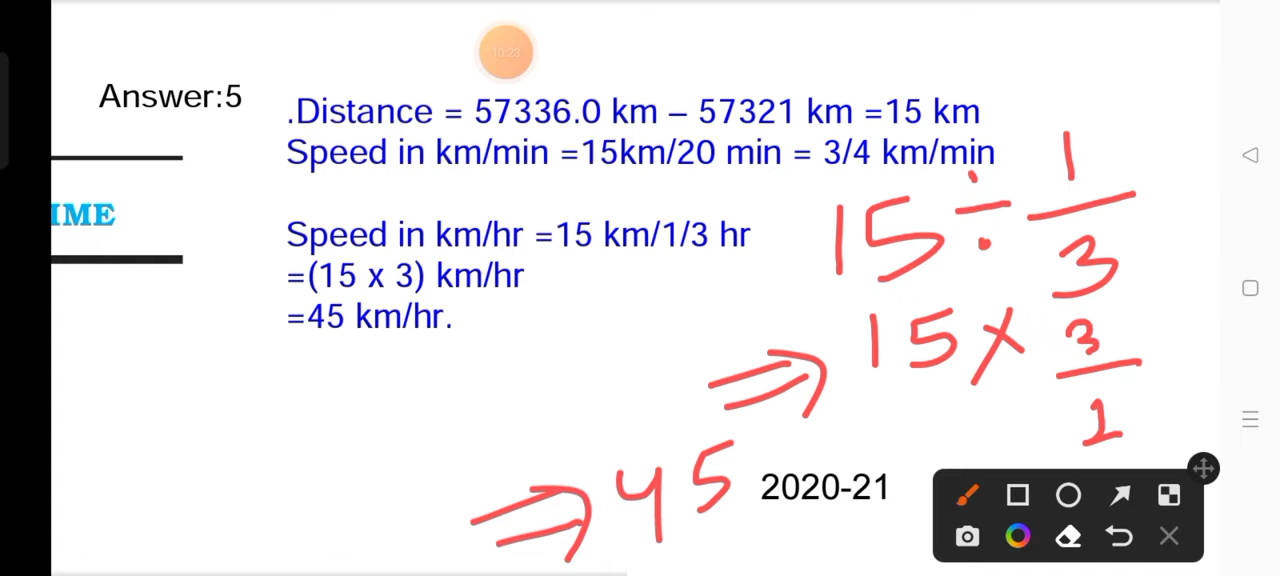 10:23
Answer:5
.Distance = 57336.0 km – 57321 km =15 km
Speed in km/min =15km/20 min = 3/4 km/min
IME
Speed in km/hr =15 km/1/3 hr
=(15 x 3) km/hr
=45 km/hr.
15 ÷ 1/3
⇒ 15 × 3/1
⇒ 45
2020-21